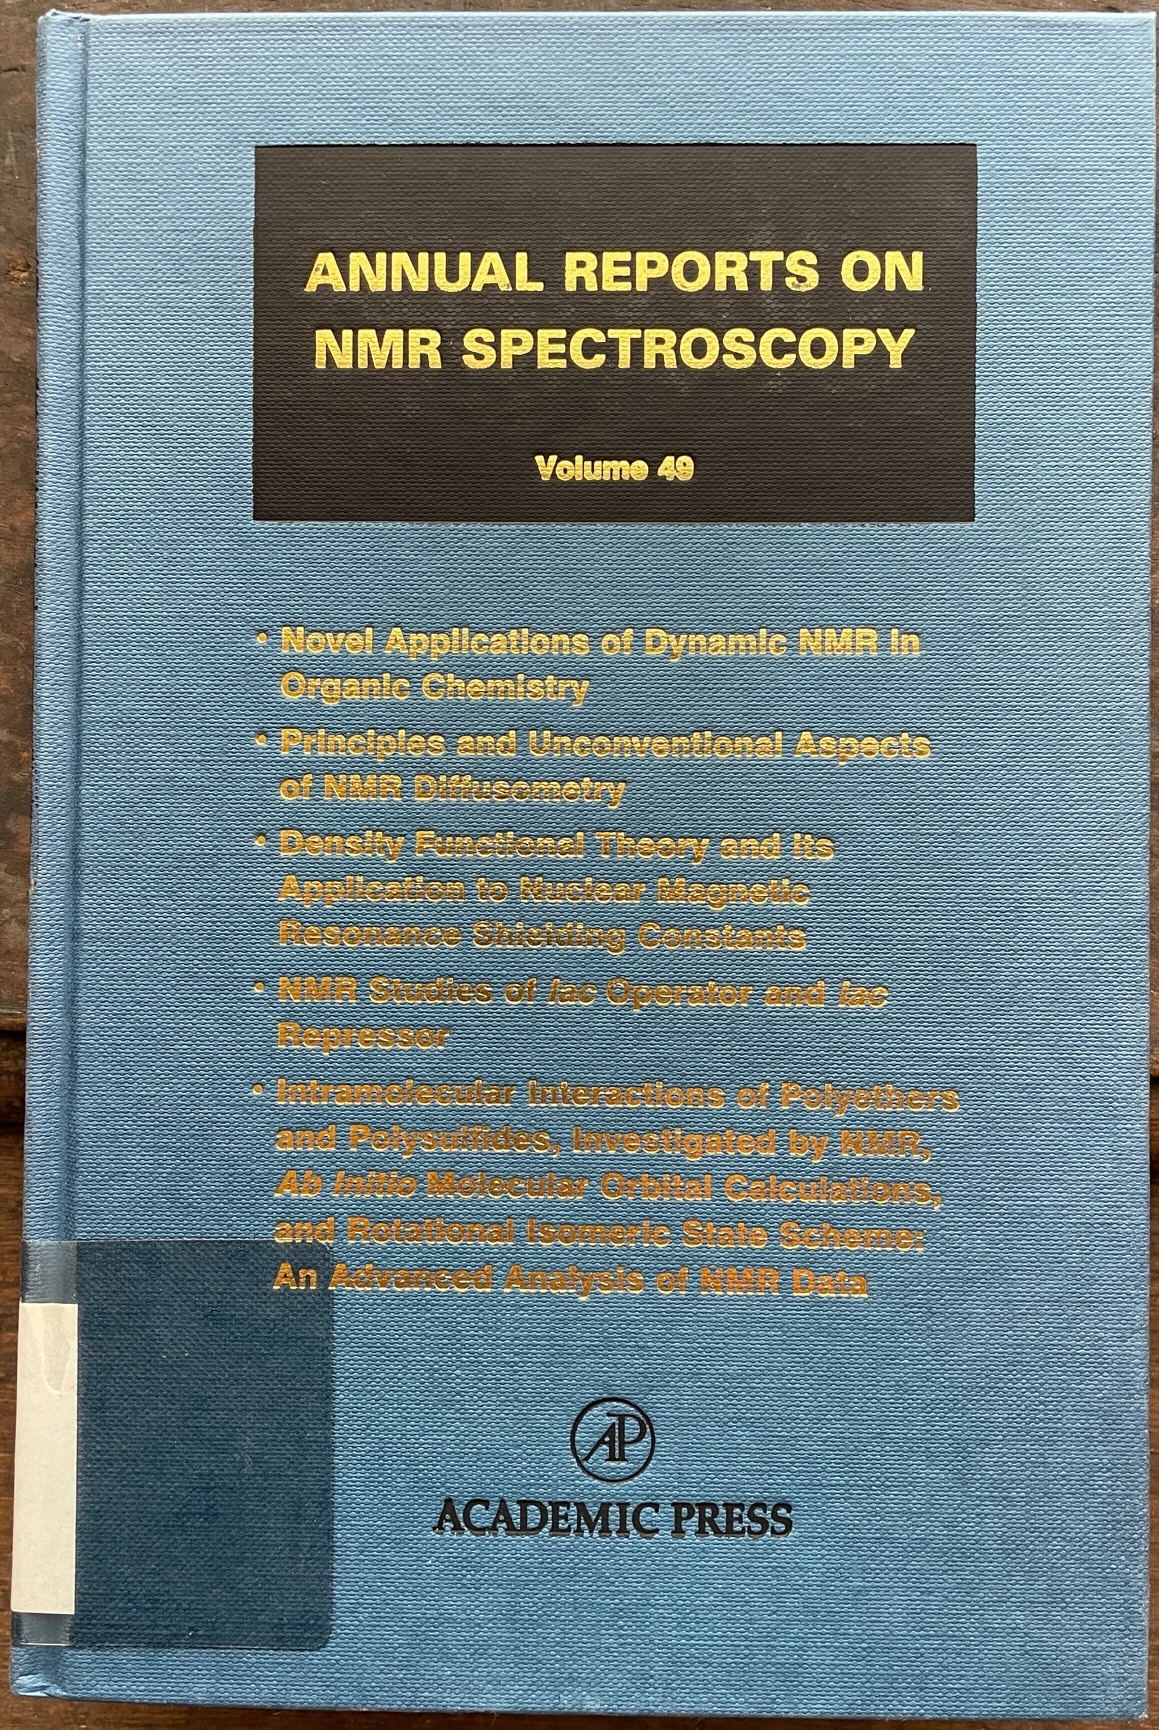 ANNUAL REPORTS ON
NMR SPECTROSCOPY
Volume 49
• Novel Applications of Dynamic NMR in
Organic Chemistry
• Principles and Unconventional Aspects
of NMR Diffusometry
• Density Functional Theory and its
Application to Nuclear Magnetic
Resonance Shielding Constants
• NMR Studies of lac Operator and lac
Repressor
• Intramolecular Interactions of Polyethers
and Polysulfides, Investigated by NMR,
Ab Initio Molecular Orbital Calculations,
and Rotational Isomeric State Scheme:
An Advanced Analysis of NMR Data
AP
ACADEMIC PRESS